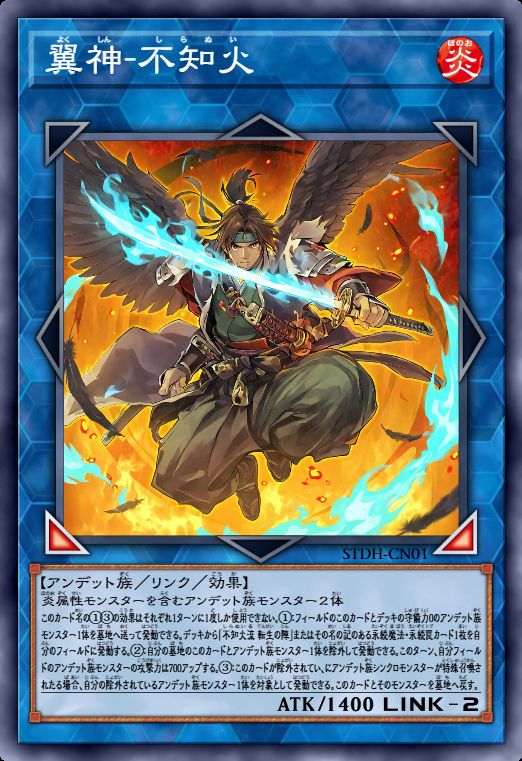 翼神-不知火
炎
STDH-CN01
【アンデット族／リンク／効果】
炎属性モンスターを含むアンデット族モンスター２体
このカード名の①③の効果はそれぞれ1ターンに1度しか使用できない。①:フィールドのこのカードとデッキの守備力0のアンデット族
モンスター1体を墓地へ送って発動できる。デッキから「不知火流 転生の陣」またはその名の記のある永続魔法・永続罠カード1枚を自
分のフィールドに発動する。②:自分の墓地のこのカードとアンデット族モンスター1体を除外して発動できる。このターン、自分フィール
ドのアンデット族モンスターの攻撃力は700アップする。③:このカードが除外されていて、にアンデット族シンクロモンスターが特殊召喚さ
れたる場合、自分の除外されているアンデット族モンスター1体を対象として発動できる。このカードとそのモンスターを墓地へ戻す。
ATK/1400 LINK-2